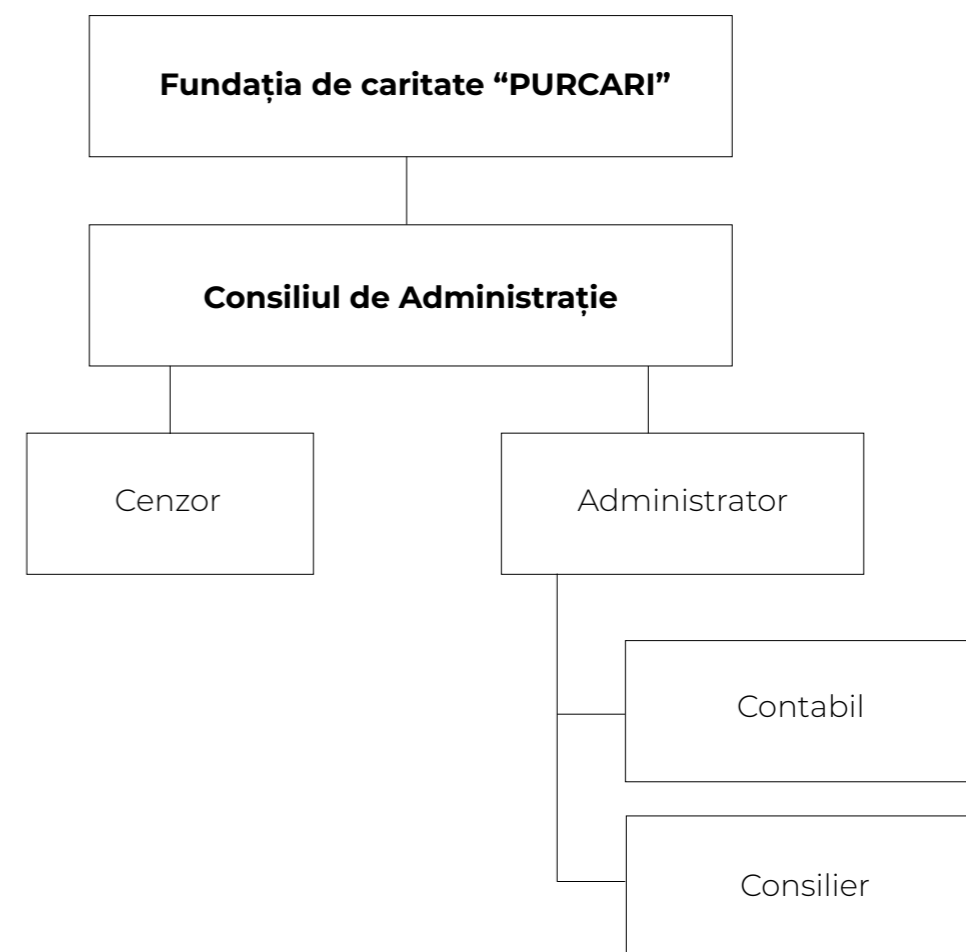 Fundația de caritate “PURCARI”
Consiliul de Administrație
Cenzor
Administrator
Contabil
Consilier